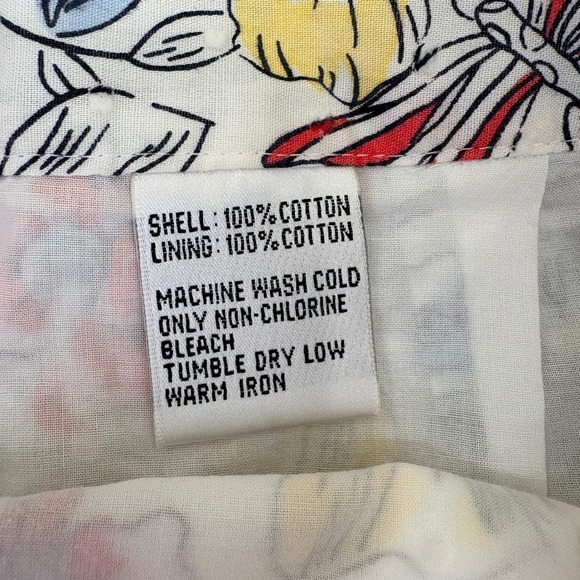 SHELL: 100% COTTON
LINING: 100% COTTON
MACHINE WASH COLD
ONLY NON-CHLORINE
BLEACH
TUMBLE DRY LOW
WARM IRON